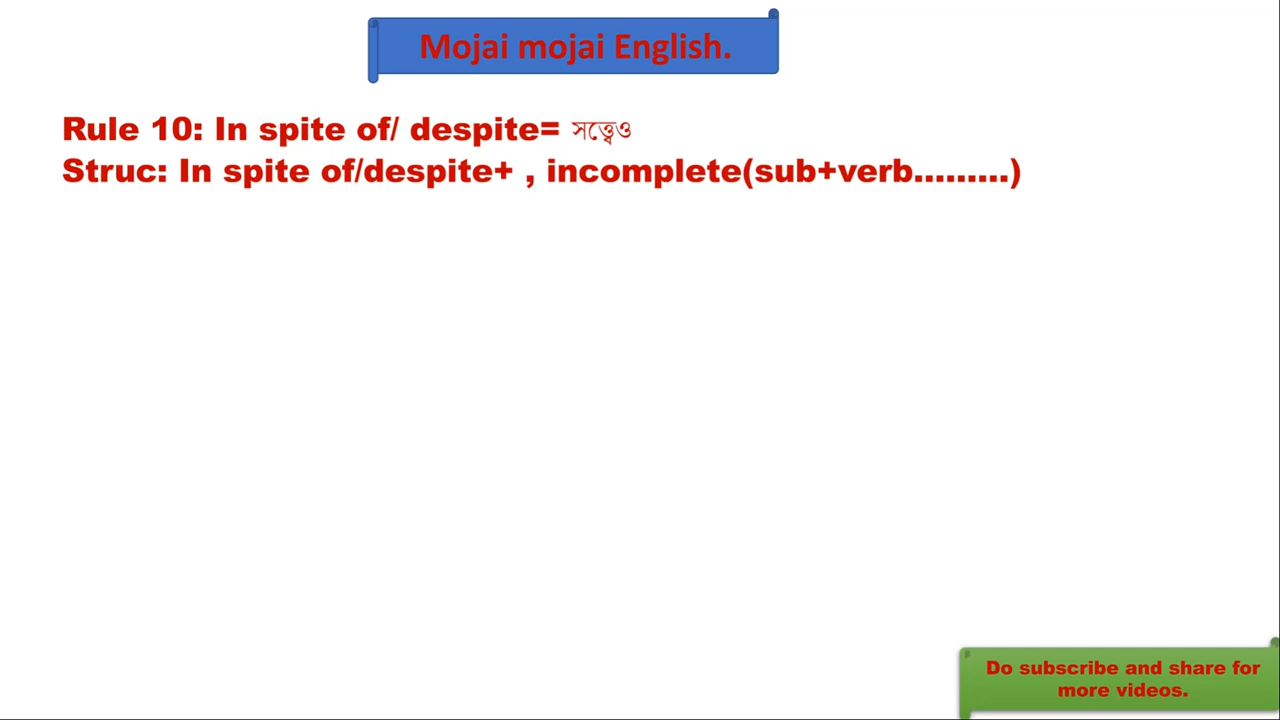 Mojai mojai English.
Rule 10: In spite of/ despite= সত্ত্বেও
Struc: In spite of/despite+ , incomplete(sub+verb.........)
Do subscribe and share for
more videos.